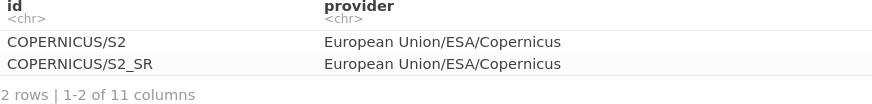 id provider
<chr> <chr>
COPERNICUS/S2 European Union/ESA/Copernicus
COPERNICUS/S2_SR European Union/ESA/Copernicus
2 rows | 1-2 of 11 columns